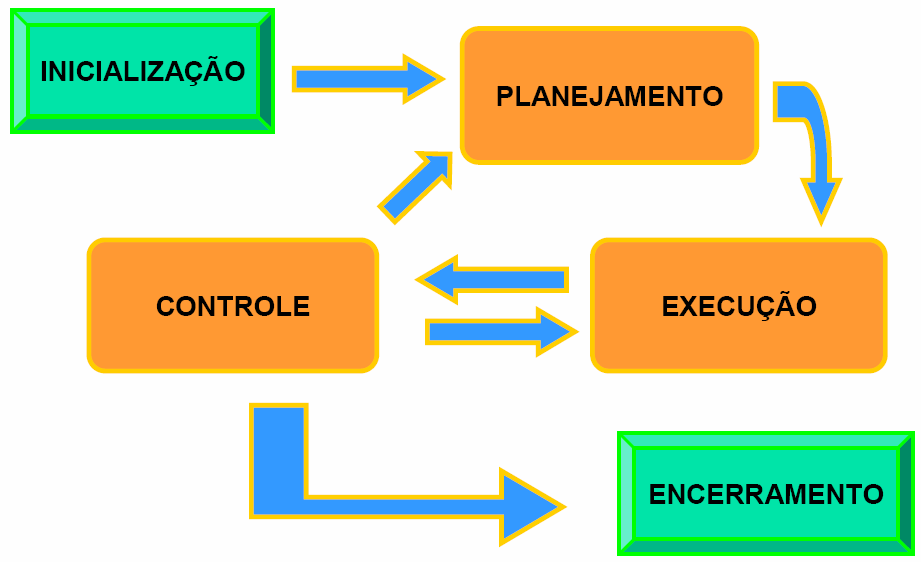 INICIALIZAÇÃO
PLANEJAMENTO
CONTROLE
EXECUÇÃO
ENCERRAMENTO